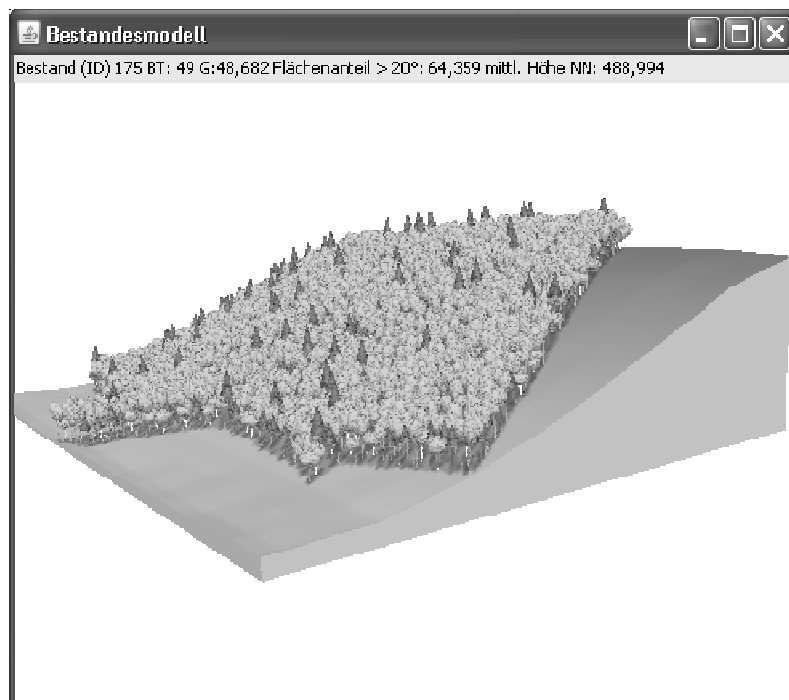 Bestandesmodell
Bestand (ID) 175 BT: 49 G:48,682 Flächenanteil > 20°: 64,359 mittl. Höhe NN: 488,994